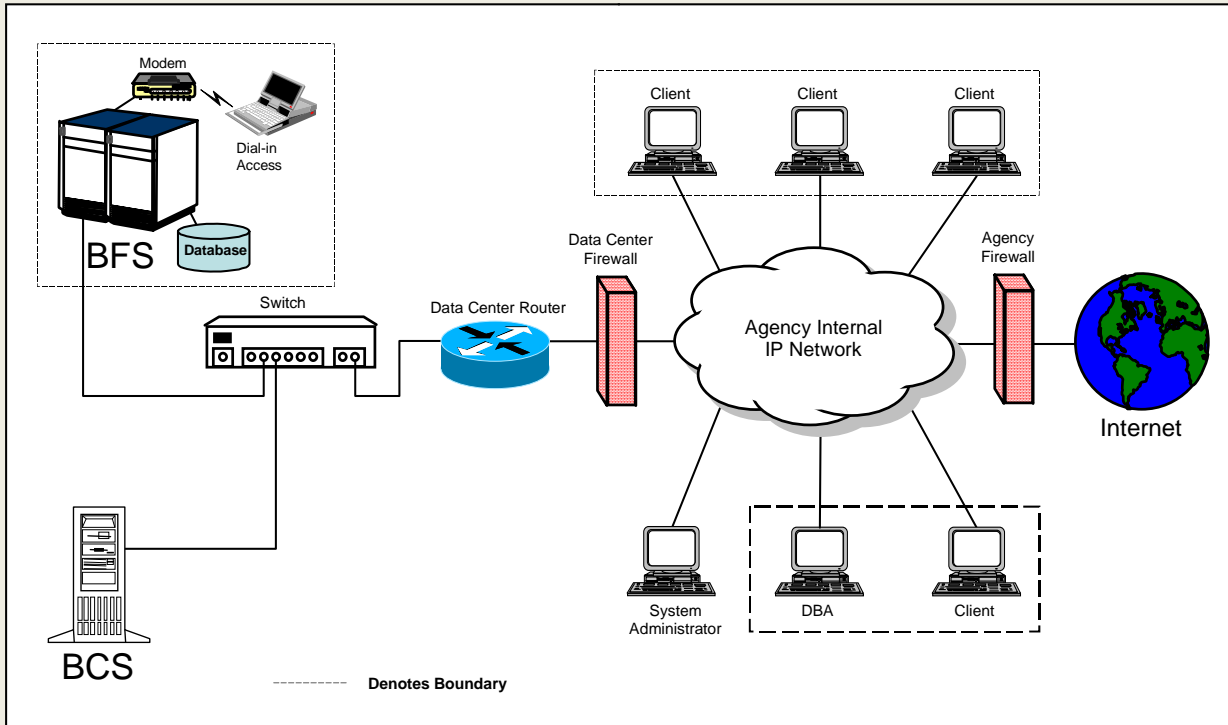 Modem
Dial-in
Access
BFS
Database
Client
Client
Client
Switch
Data Center Router
Data Center
Firewall
Agency Internal
IP Network
Agency
Firewall
Internet
BCS
System
Administrator
DBA
Client
Denotes Boundary